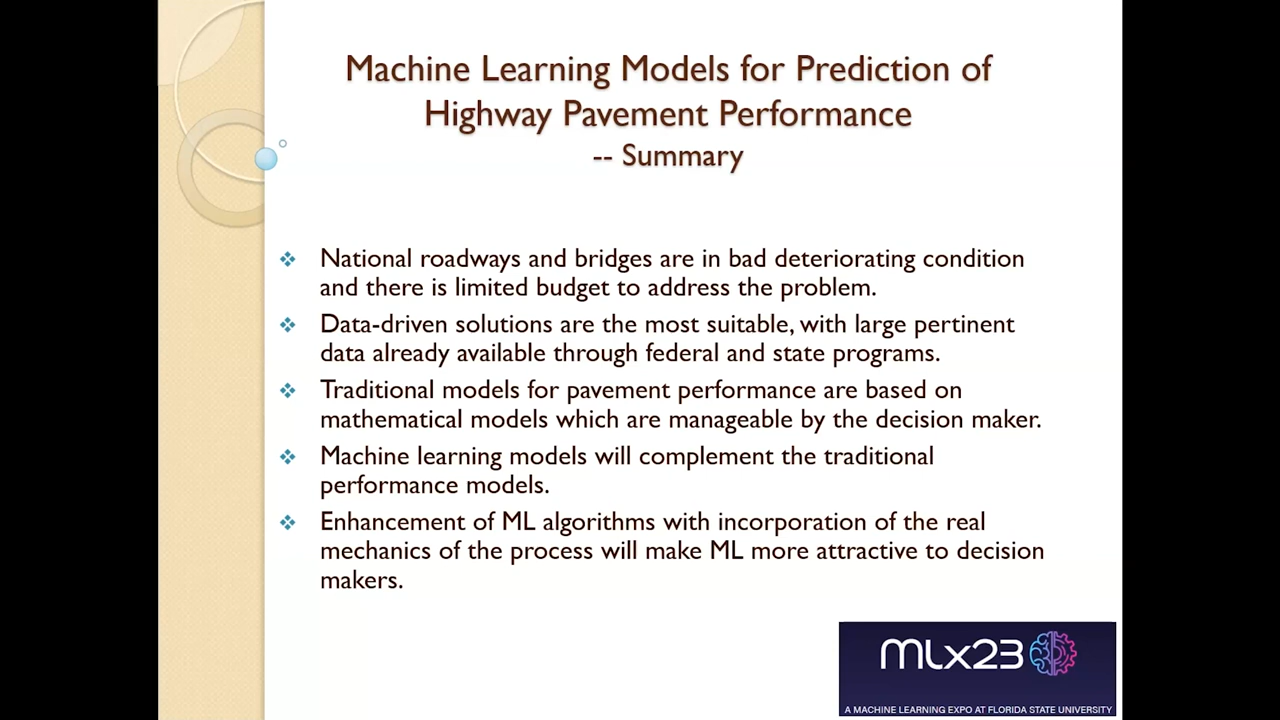 Machine Learning Models for Prediction of
Highway Pavement Performance
-- Summary
National roadways and bridges are in bad deteriorating condition
and there is limited budget to address the problem.
Data-driven solutions are the most suitable, with large pertinent
data already available through federal and state programs.
Traditional models for pavement performance are based on
mathematical models which are manageable by the decision maker.
Machine learning models will complement the traditional
performance models.
Enhancement of ML algorithms with incorporation of the real
mechanics of the process will make ML more attractive to decision
makers.
MLx23
A MACHINE LEARNING EXPO AT FLORIDA STATE UNIVERSITY